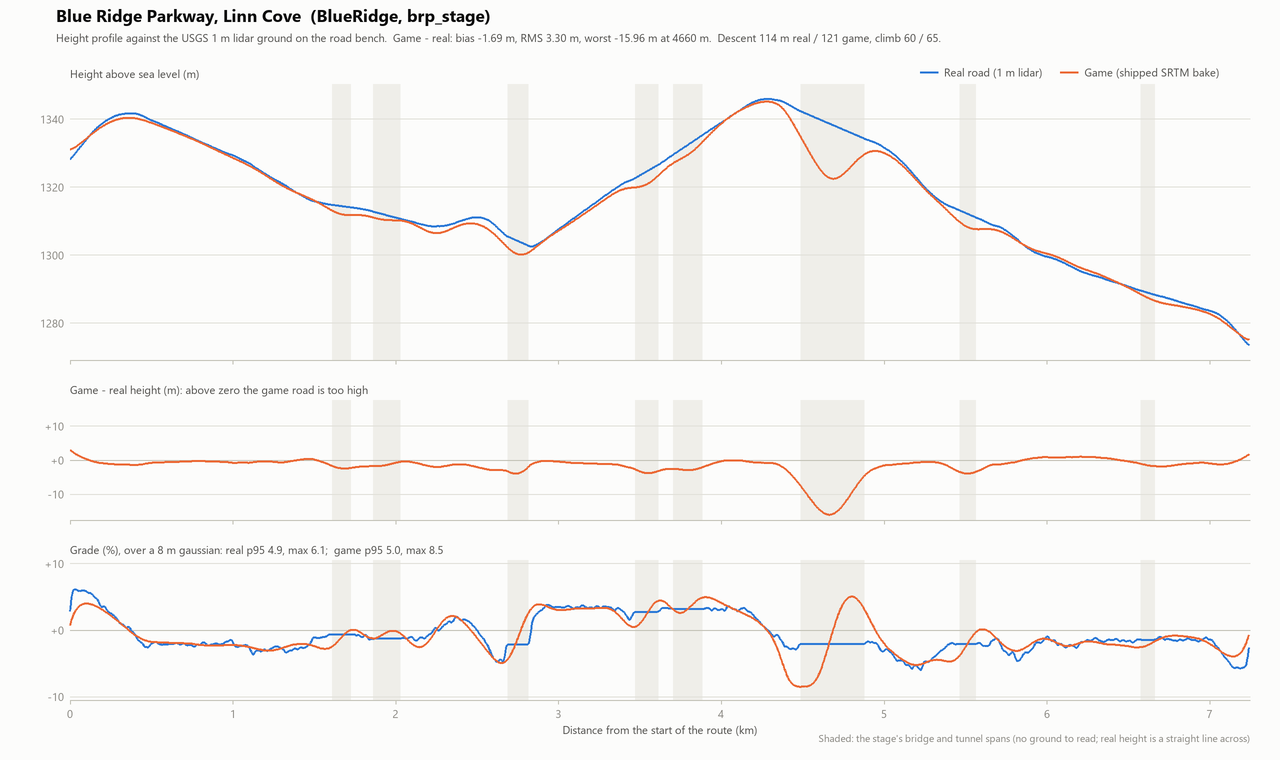 Blue Ridge Parkway, Linn Cove  (BlueRidge, brp_stage)
Height profile against the USGS 1 m lidar ground on the road bench.  Game - real: bias -1.69 m, RMS 3.30 m, worst -15.96 m at 4660 m.  Descent 114 m real / 121 game, climb 60 / 65.
Height above sea level (m)
Real road (1 m lidar)
Game (shipped SRTM bake)
1340
1320
1300
1280
Game - real height (m): above zero the game road is too high
+10
+0
-10
Grade (%), over a 8 m gaussian: real p95 4.9, max 6.1;  game p95 5.0, max 8.5
+10
+0
-10
0 1 2 3 4 5 6 7
Distance from the start of the route (km)
Shaded: the stage's bridge and tunnel spans (no ground to read; real height is a straight line across)